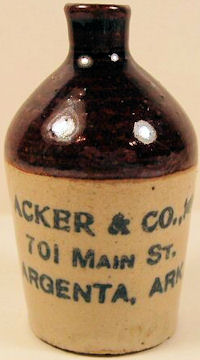 ACKER & CO.,
701 MAIN ST.
ARGENTA, ARK